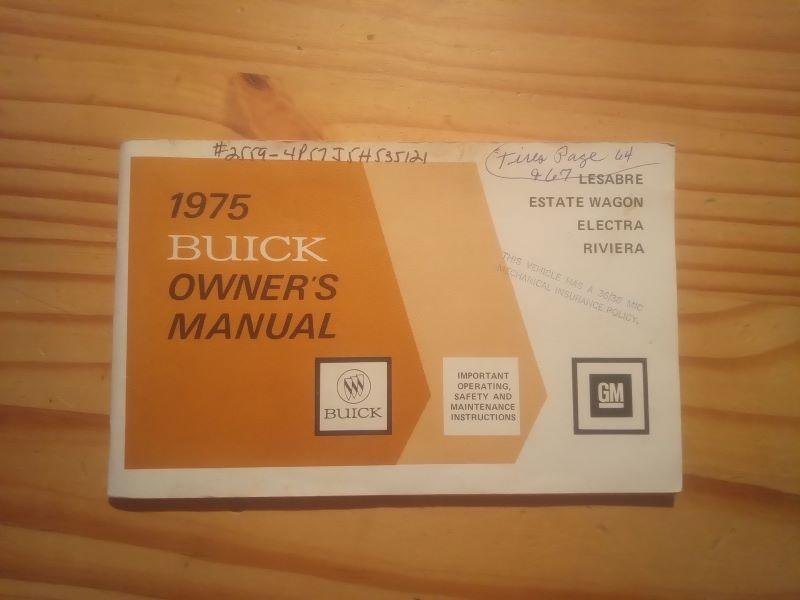 #2559-4P57J5H535121
Tires Page 64
& 67
LESABRE
ESTATE WAGON
ELECTRA
RIVIERA
1975
BUICK
OWNER'S
MANUAL
THIS VEHICLE HAS A 36/36 MIC
MECHANICAL INSURANCE POLICY.
BUICK
IMPORTANT
OPERATING,
SAFETY AND
MAINTENANCE
INSTRUCTIONS
GM